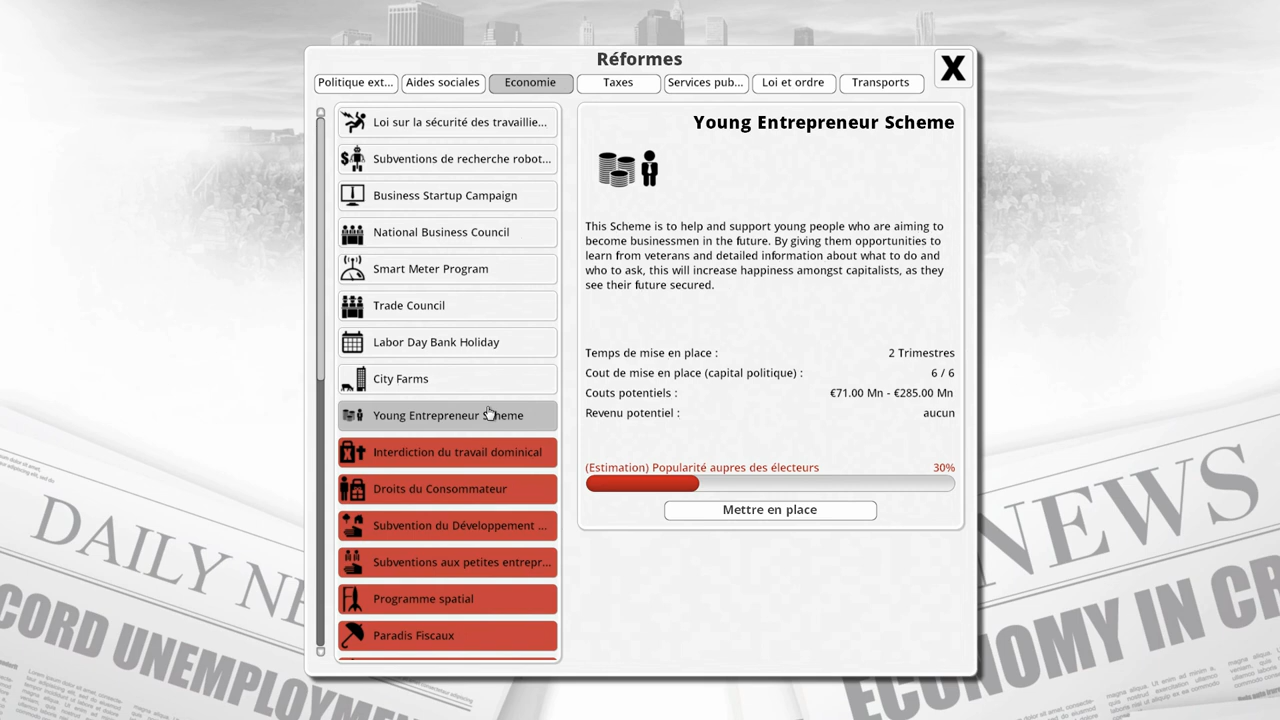 Réformes
X
Politique ext...
Aides sociales
Economie
Taxes
Services pub...
Loi et ordre
Transports
Loi sur la sécurité des travaillie...
Subventions de recherche robot...
Business Startup Campaign
National Business Council
Smart Meter Program
Trade Council
Labor Day Bank Holiday
City Farms
Young Entrepreneur Scheme
Interdiction du travail dominical
Droits du Consommateur
Subvention du Développement ...
Subventions aux petites entrepr...
Programme spatial
Paradis Fiscaux
Young Entrepreneur Scheme
This Scheme is to help and support young people who are aiming to
become businessmen in the future. By giving them opportunities to
learn from veterans and detailed information about what to do and
who to ask, this will increase happiness amongst capitalists, as they
see their future secured.
Temps de mise en place : 2 Trimestres
Cout de mise en place (capital politique) : 6 / 6
Couts potentiels : €71.00 Mn - €285.00 Mn
Revenu potentiel : aucun
(Estimation) Popularité aupres des électeurs 30%
Mettre en place
DAILY NE
CORD UNEMPLOYM
NEWS
ECONOMY IN CR